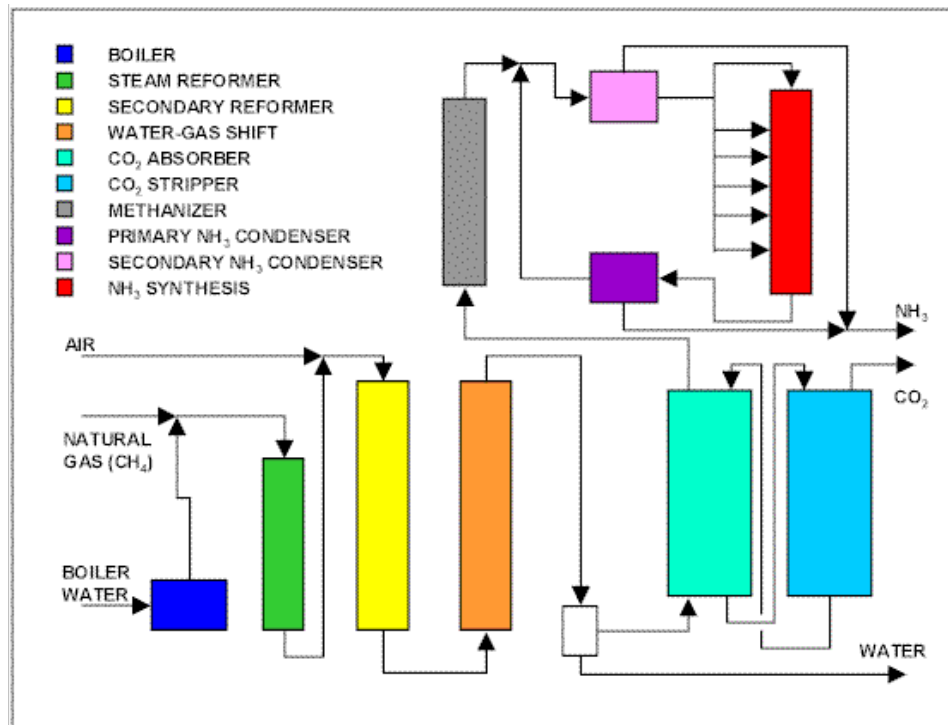 BOILER
STEAM REFORMER
SECONDARY REFORMER
WATER-GAS SHIFT
CO₂ ABSORBER
CO₂ STRIPPER
METHANIZER
PRIMARY NH₃ CONDENSER
SECONDARY NH₃ CONDENSER
NH₃ SYNTHESIS
NH₃
AIR
CO₂
NATURAL
GAS (CH₄)
BOILER
WATER
WATER